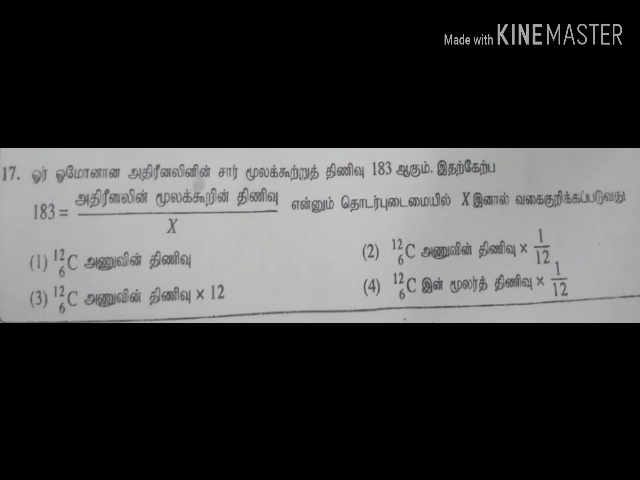 Made with KINEMASTER
17. ஓர் ஓமோனான அதிரீனலினின் சார் மூலக்கூற்றுத் திணிவு 183 ஆகும். இதற்கேற்ப
183 = அதிரீனலின் மூலக்கூறின் திணிவு / X என்னும் தொடர்புடைமையில் X இனால் வகைகுறிக்கப்படுவது
(1) ¹²₆C அணுவின் திணிவு (2) ¹²₆C அணுவின் திணிவு × 1/12
(3) ¹²₆C அணுவின் திணிவு × 12 (4) ¹²₆C இன் மூலர்த் திணிவு × 1/12